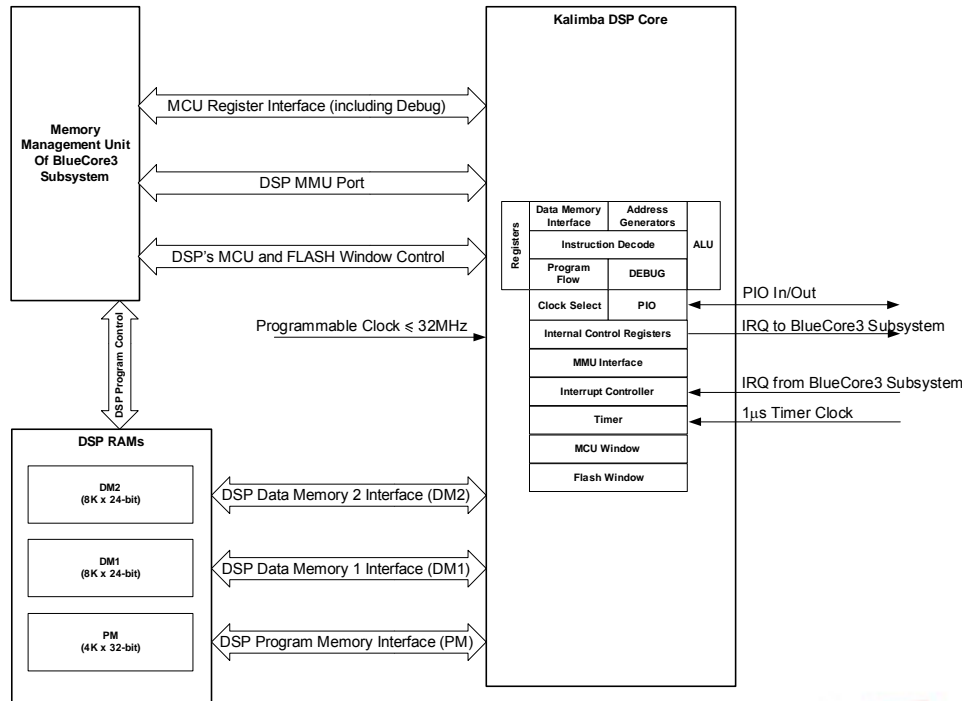 Kalimba DSP Core
Memory
Management Unit
Of BlueCore3
Subsystem
MCU Register Interface (including Debug)
DSP MMU Port
DSP's MCU and FLASH Window Control
Programmable Clock ⩽ 32MHz
DSP Program Control
Registers
Data Memory
Interface
Address
Generators
ALU
Instruction Decode
Program
Flow
DEBUG
Clock Select
PIO
Internal Control Registers
MMU Interface
Interrupt Controller
Timer
MCU Window
Flash Window
PIO In/Out
IRQ to BlueCore3 Subsystem
IRQ from BlueCore3 Subsystem
1µs Timer Clock
DSP RAMs
DM2
(8K x 24-bit)
DSP Data Memory 2 Interface (DM2)
DM1
(8K x 24-bit)
DSP Data Memory 1 Interface (DM1)
PM
(4K x 32-bit)
DSP Program Memory Interface (PM)